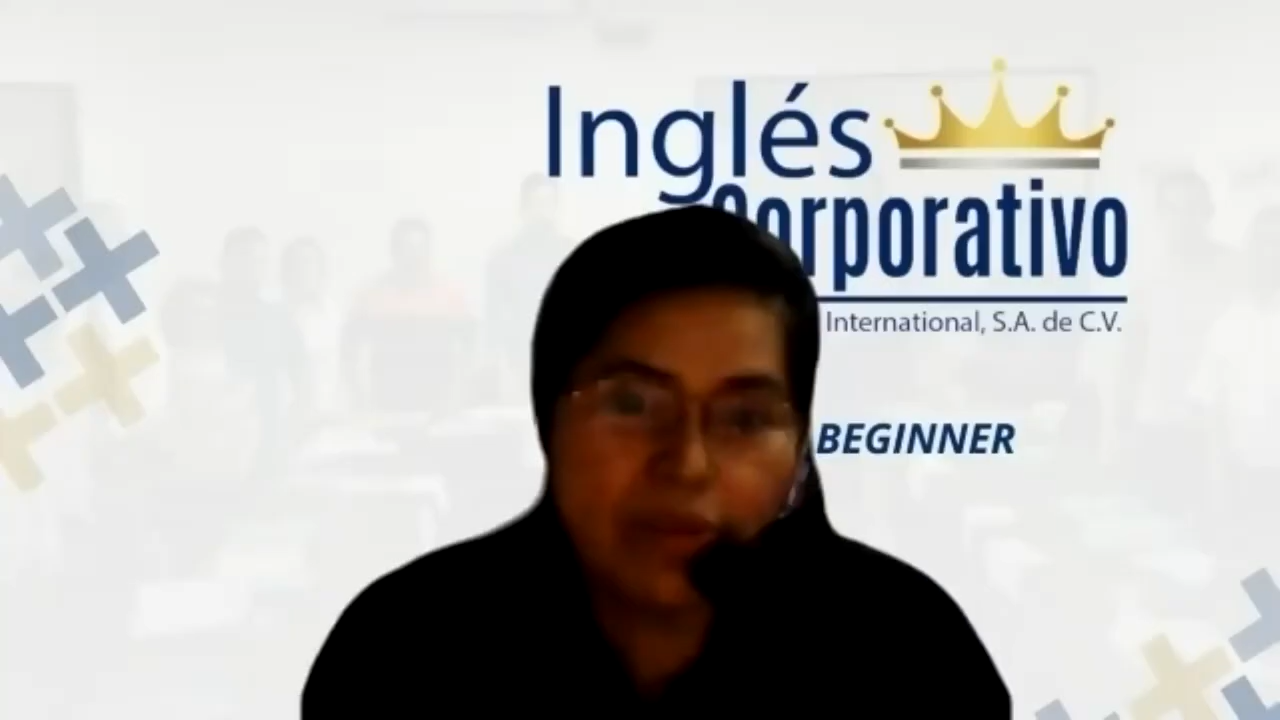 Inglés
Corporativo
International, S.A. de C.V.
BEGINNER